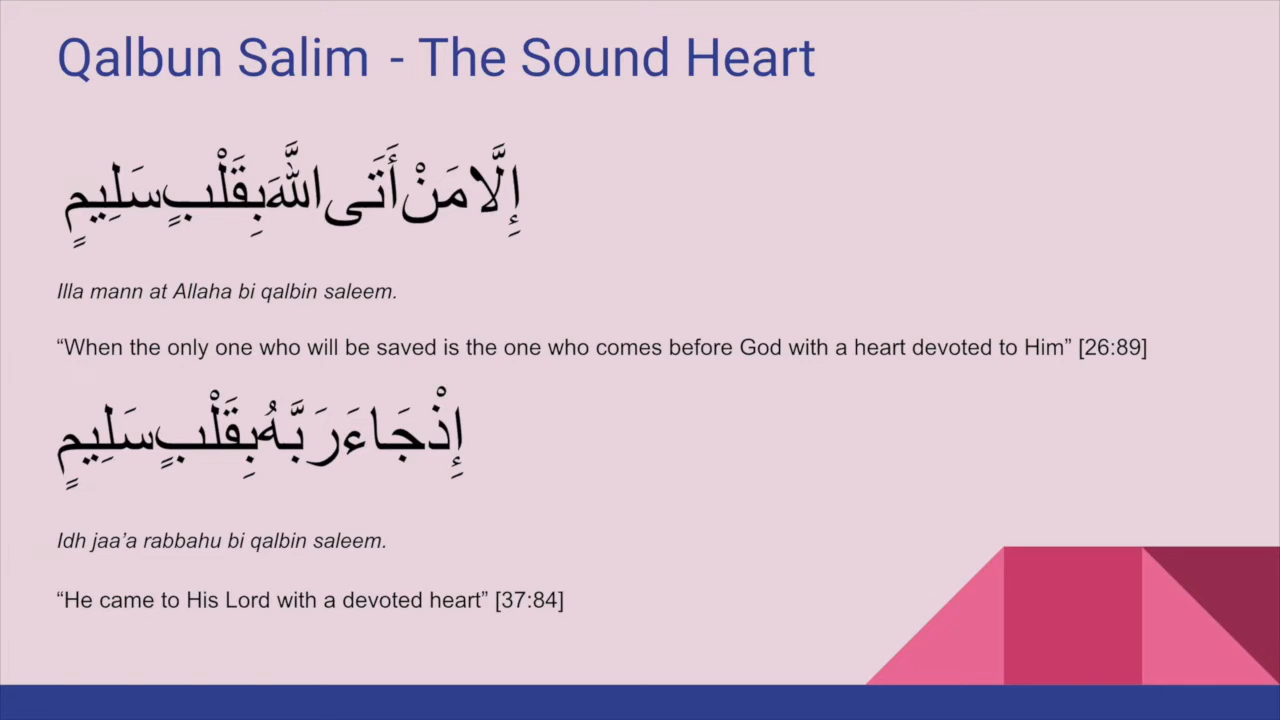 Qalbun Salim - The Sound Heart
إِلَّا مَنْ أَتَى اللَّهَ بِقَلْبٍ سَلِيمٍ
Illa mann at Allaha bi qalbin saleem.
“When the only one who will be saved is the one who comes before God with a heart devoted to Him” [26:89]
إِذْ جَاءَ رَبَّهُ بِقَلْبٍ سَلِيمٍ
Idh jaa’a rabbahu bi qalbin saleem.
“He came to His Lord with a devoted heart” [37:84]